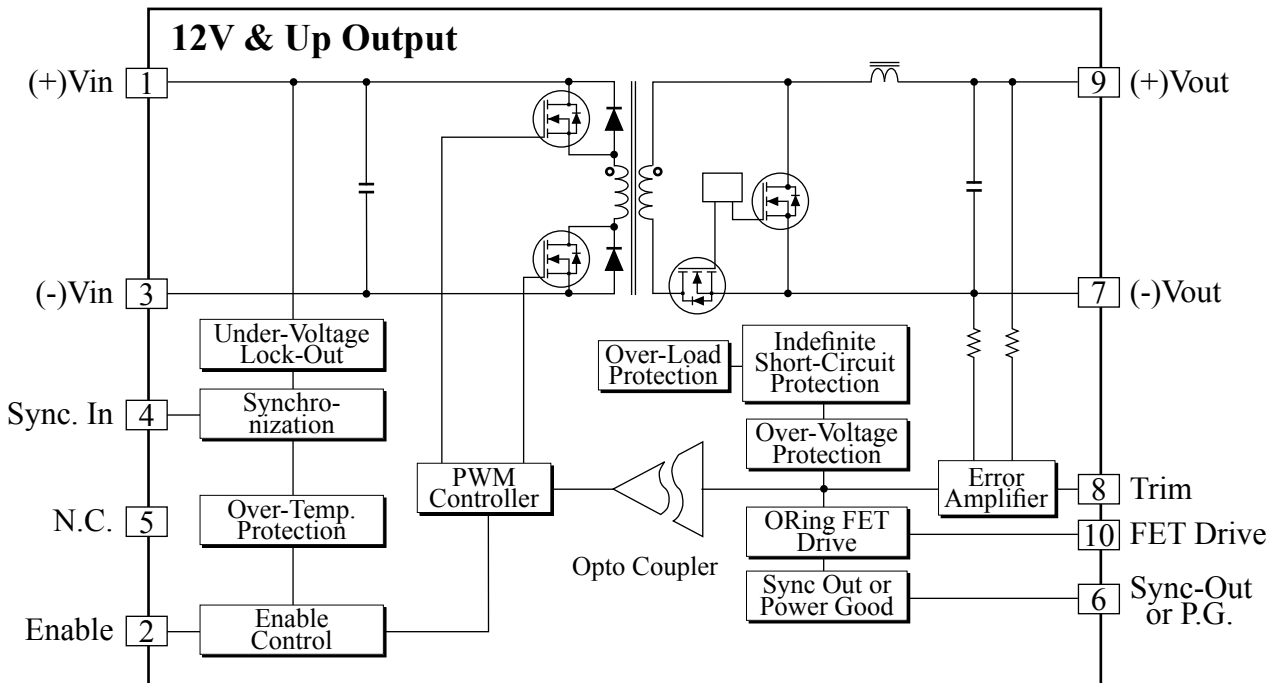 12V & Up Output
(+)Vin
1
9
(+)Vout
(-)Vin
3
7
(-)Vout
Under-Voltage
Lock-Out
Over-Load
Protection
Indefinite
Short-Circuit
Protection
Sync. In
4
Synchro-
nization
Over-Voltage
Protection
PWM
Controller
Error
Amplifier
8
Trim
N.C.
5
Over-Temp.
Protection
Opto Coupler
ORing FET
Drive
10
FET Drive
Sync Out or
Power Good
6
Sync-Out
or P.G.
Enable
2
Enable
Control